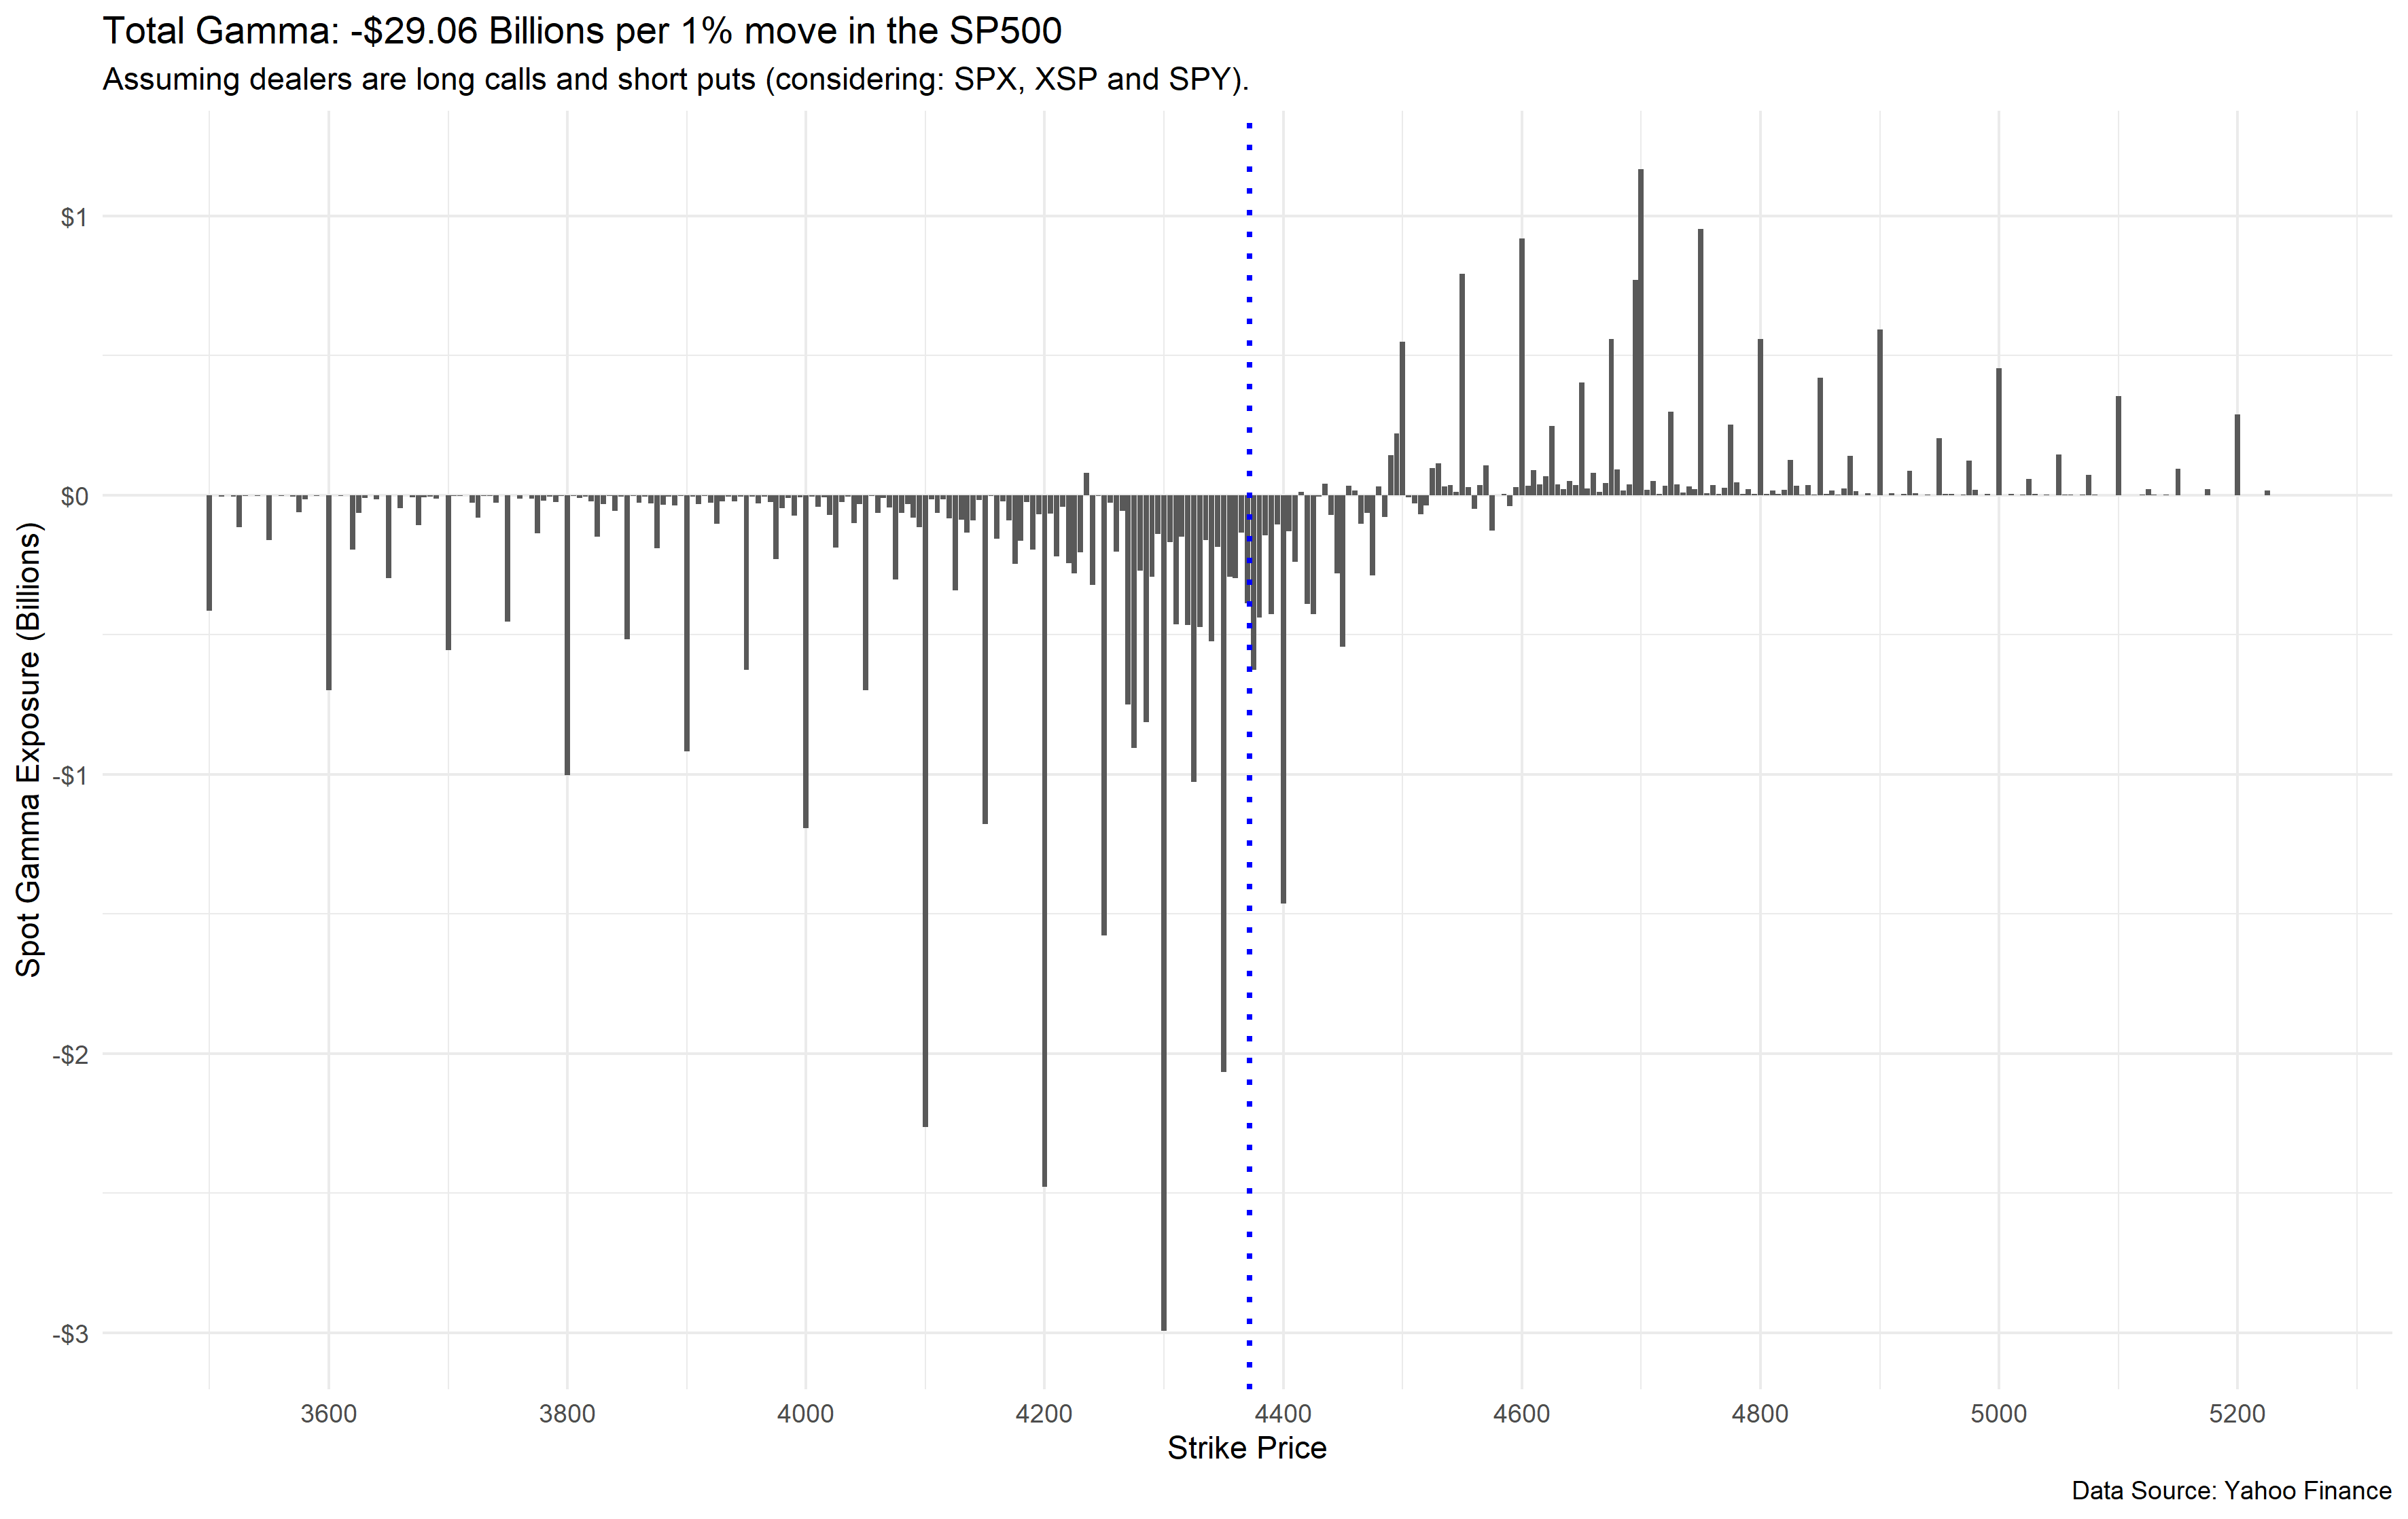 Total Gamma: -$29.06 Billions per 1% move in the SP500
Assuming dealers are long calls and short puts (considering: SPX, XSP and SPY).
Spot Gamma Exposure (Billions)
$1
$0
-$1
-$2
-$3
3600
3800
4000
4200
4400
4600
4800
5000
5200
Strike Price
Data Source: Yahoo Finance